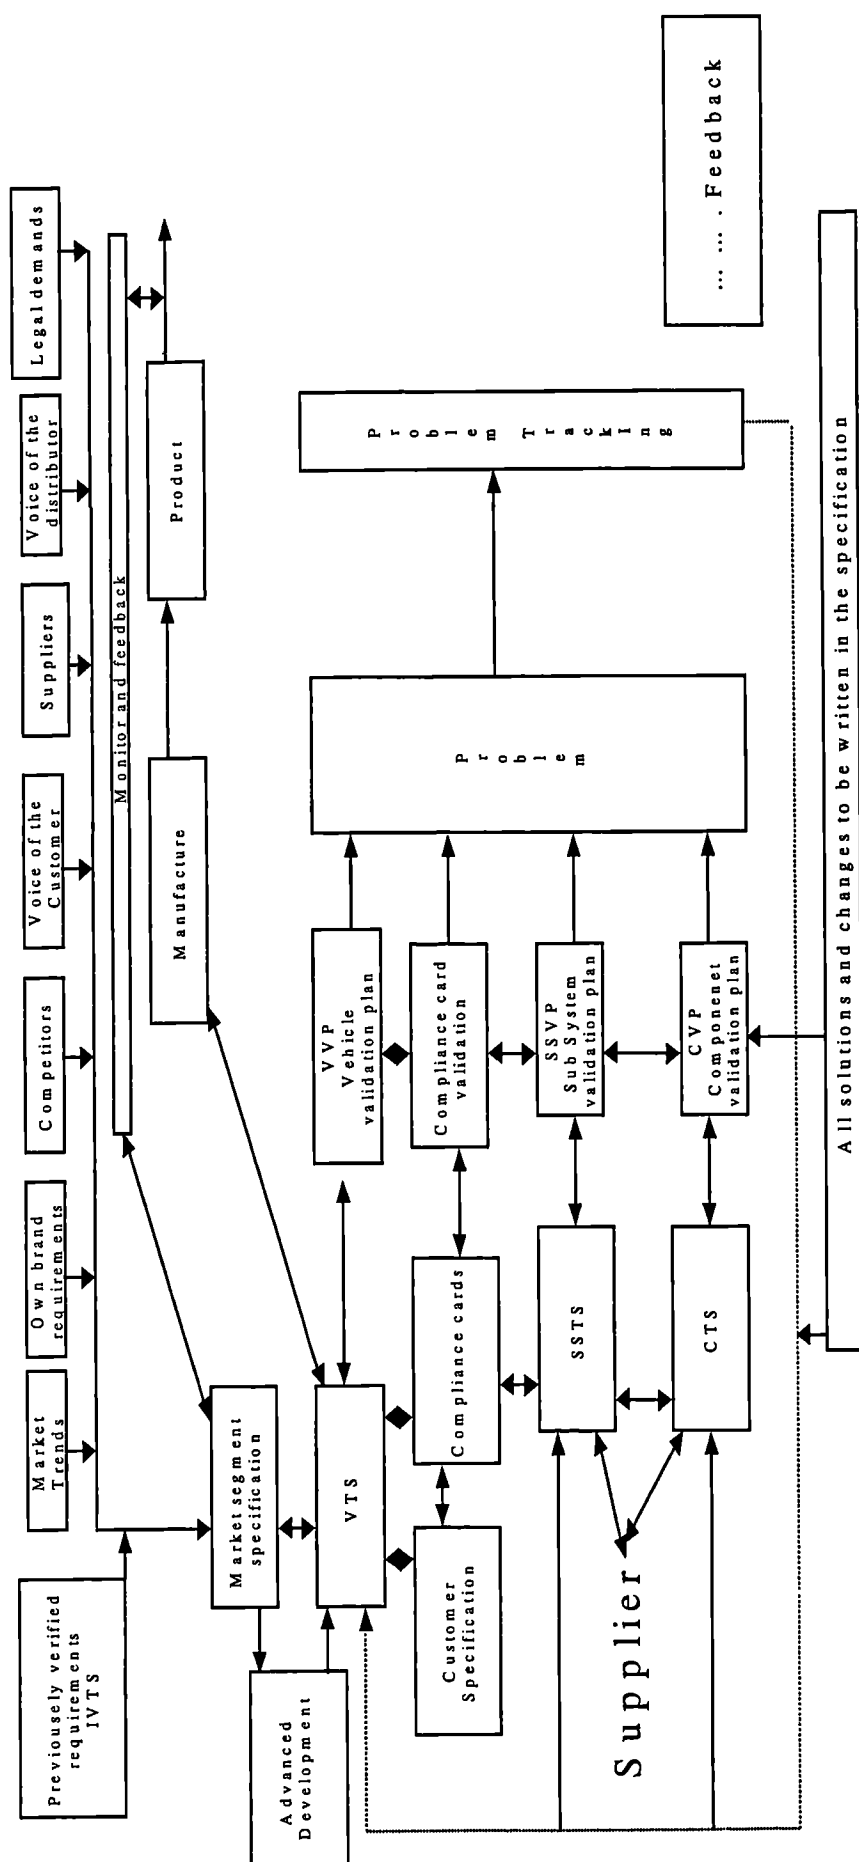 Previousely verified
requirements
IVTS
Market
Trends
Own brand
requirements
Competitors
Voice of the
Customer
Suppliers
Voice of the
distributor
Legal demands
Monitor and feedback
Market segment
specification
Manufacture
Product
Advanced
Development
VTS
VVP
Vehicle
validation plan
Customer
Specification
Compliance cards
Compliance card
validation
Problem
Problem Tracking
SSTS
SSVP
Sub System
validation plan
Supplier
CTS
CVP
Componenet
validation plan
... ... . Feedback
All solutions and changes to be written in the specification